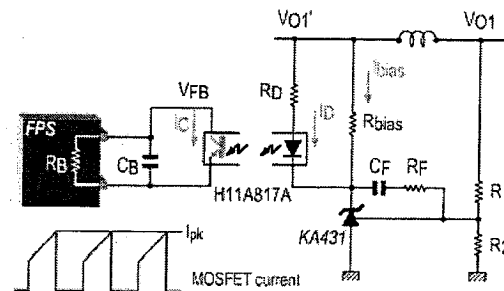 VO1'
VO1
Ibias
RD
VFB
FPS
IC
ID
Rbias
RB
CB
CF
RF
H11A817A
R
KA431
R2
Ipk
MOSFET current